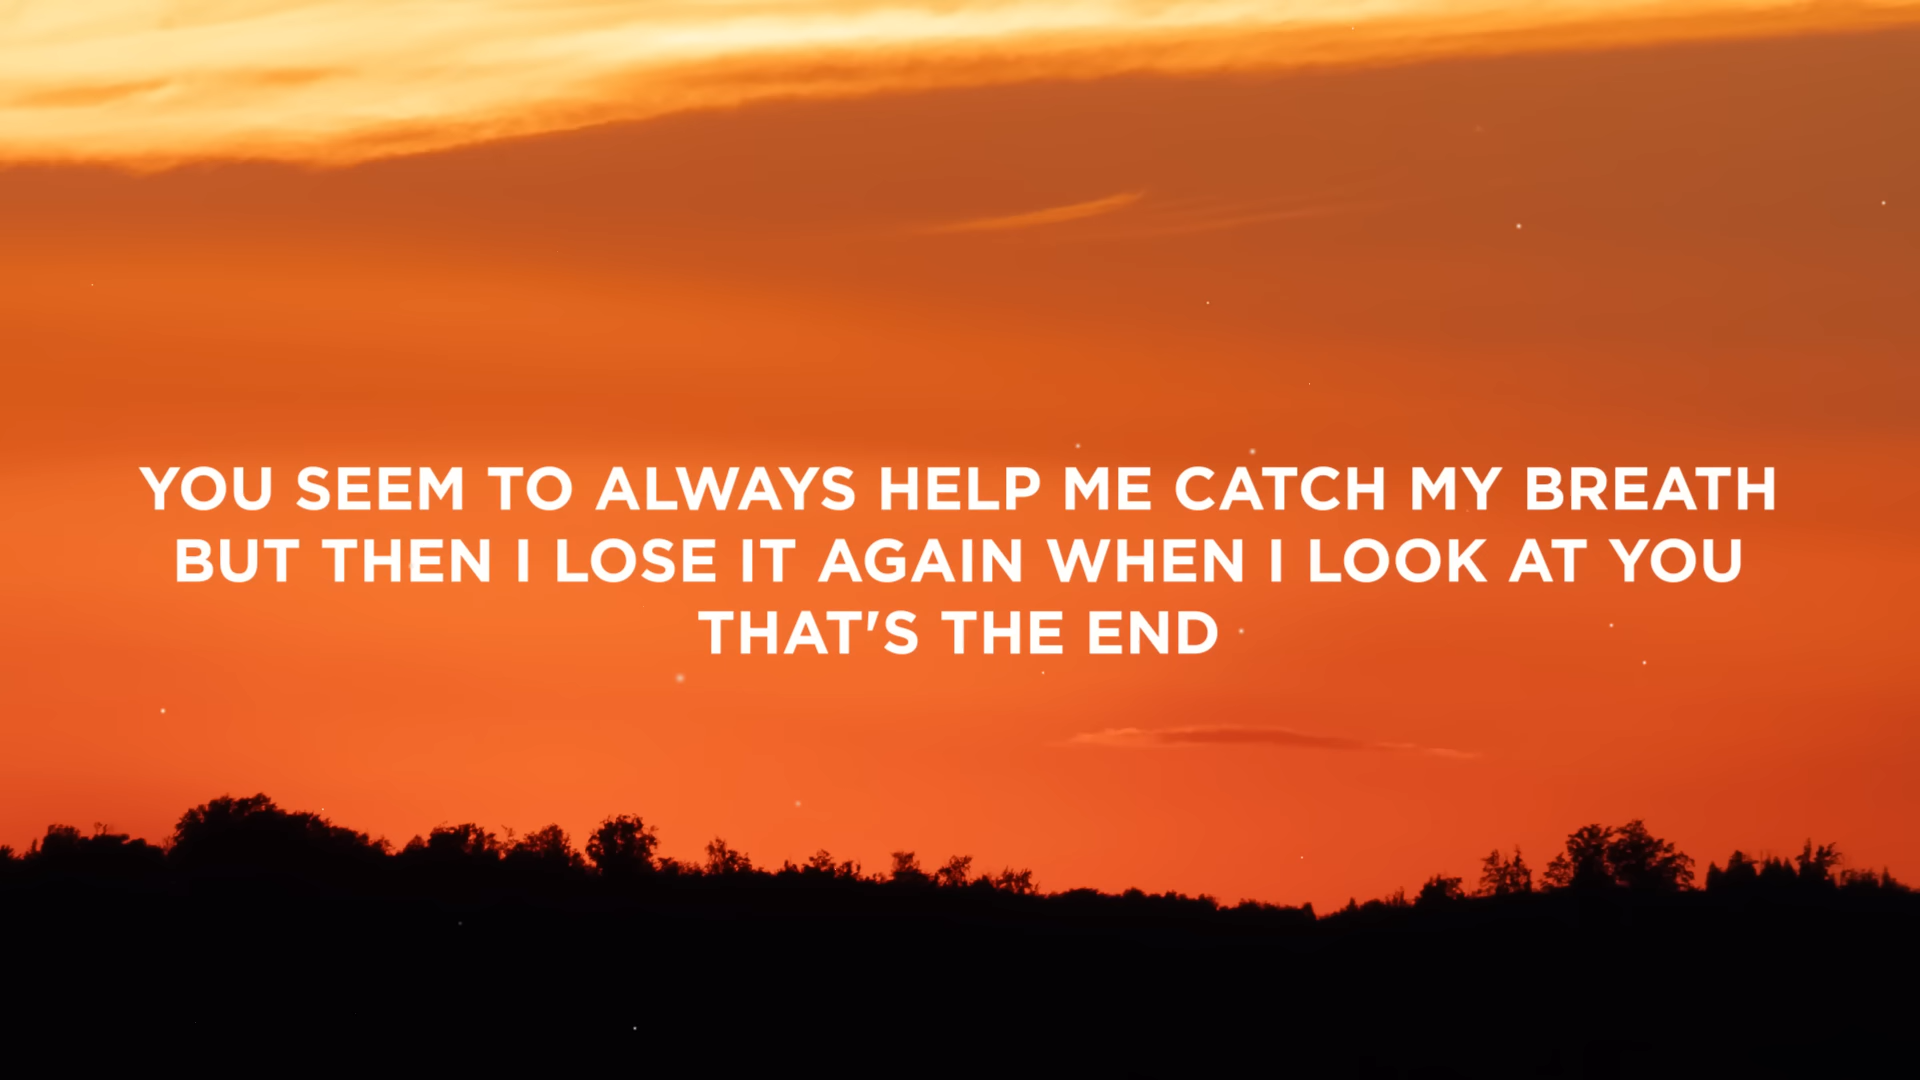 YOU SEEM TO ALWAYS HELP ME CATCH MY BREATH
BUT THEN I LOSE IT AGAIN WHEN I LOOK AT YOU
THAT'S THE END